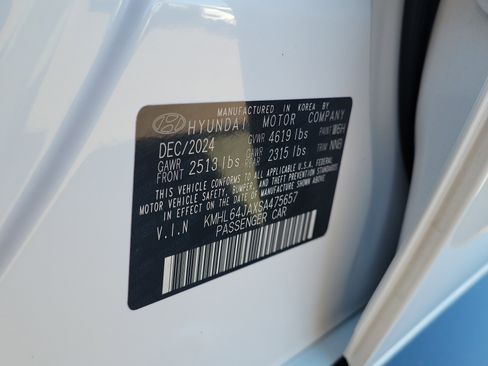 MANUFACTURED IN KOREA BY
HYUNDAI MOTOR COMPANY
DEC/2024 GVWR 4619 lbs PAINT W6H
GAWR FRONT 2513 lbs GAWR REAR 2315 lbs TRIM NNB
THIS VEHICLE CONFORMS TO ALL APPLICABLE U.S.A. FEDERAL
MOTOR VEHICLE SAFETY, BUMPER, AND THEFT PREVENTION STANDARDS
IN EFFECT ON THE DATE OF MANUFACTURE SHOWN ABOVE.
V.I.N KMHL64JAXSA475657
PASSENGER CAR